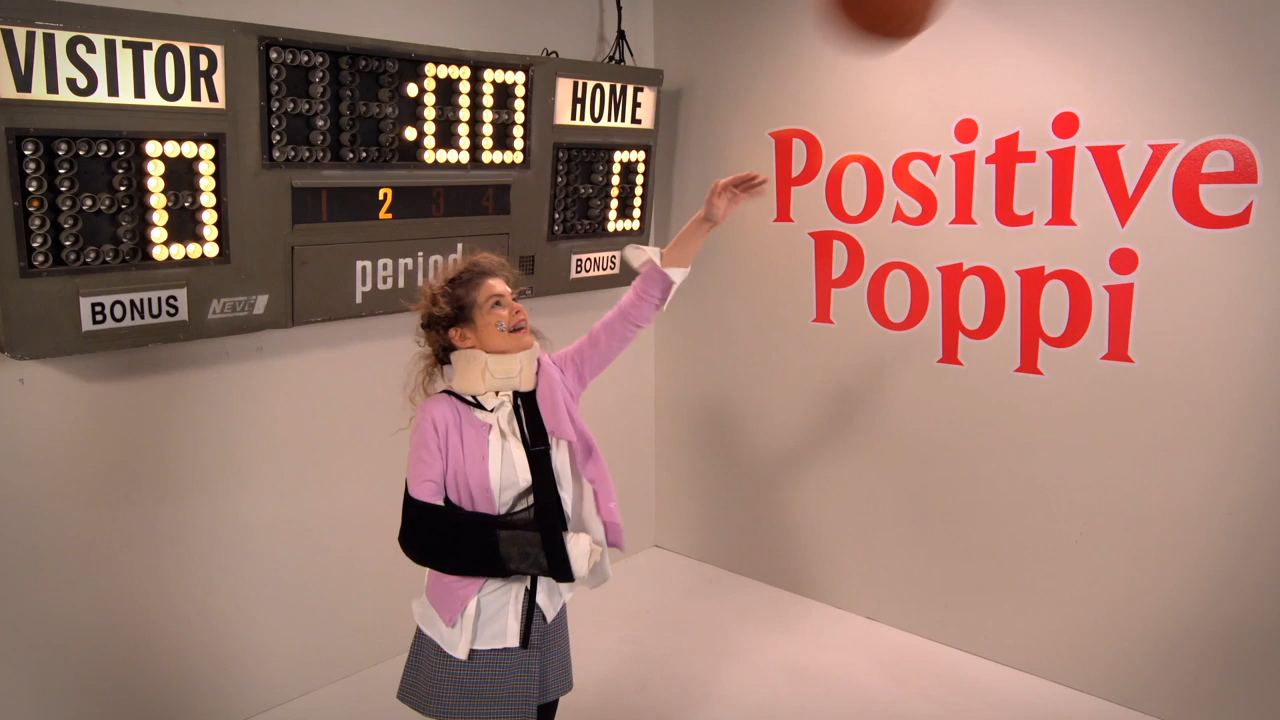 VISITOR
:00
HOME
0
0
1 2 3 4
period
BONUS
BONUS
NEVCO
Positive
Poppi